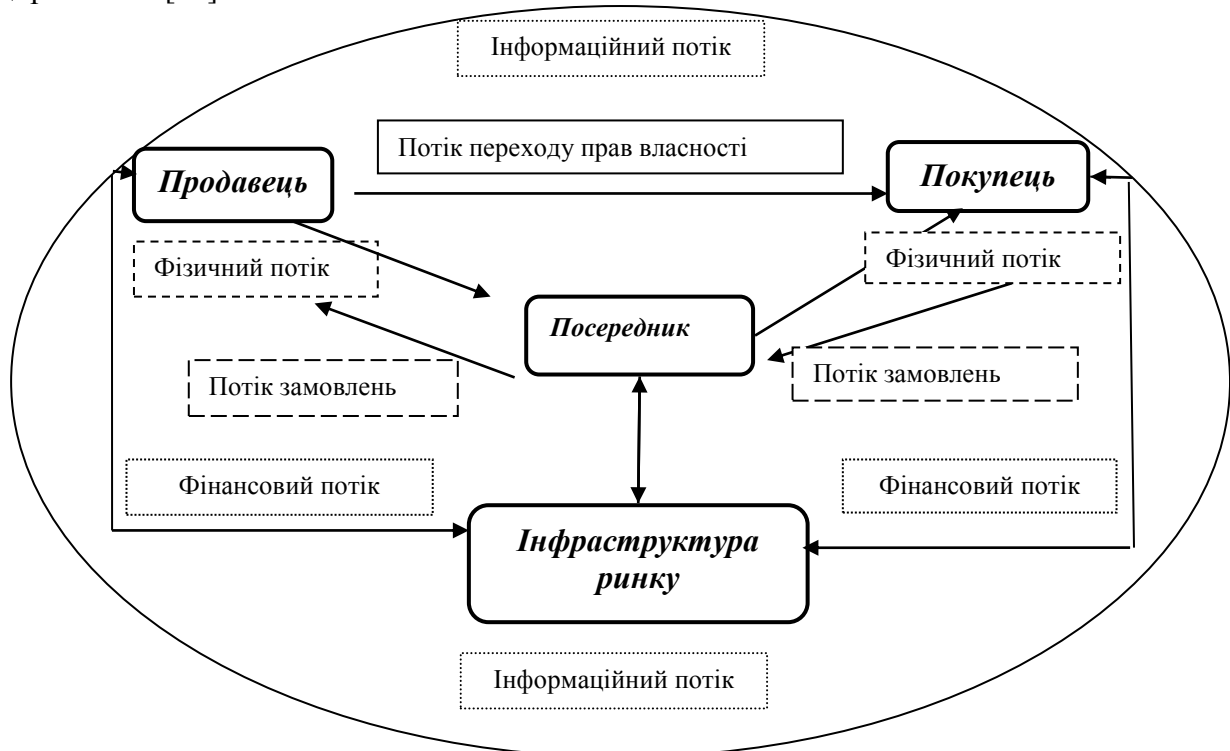 Інформаційний потік
Потік переходу прав власності
Продавець
Покупець
Фізичний потік
Фізичний потік
Посередник
Потік замовлень
Потік замовлень
Фінансовий потік
Фінансовий потік
Інфраструктура
ринку
Інформаційний потік